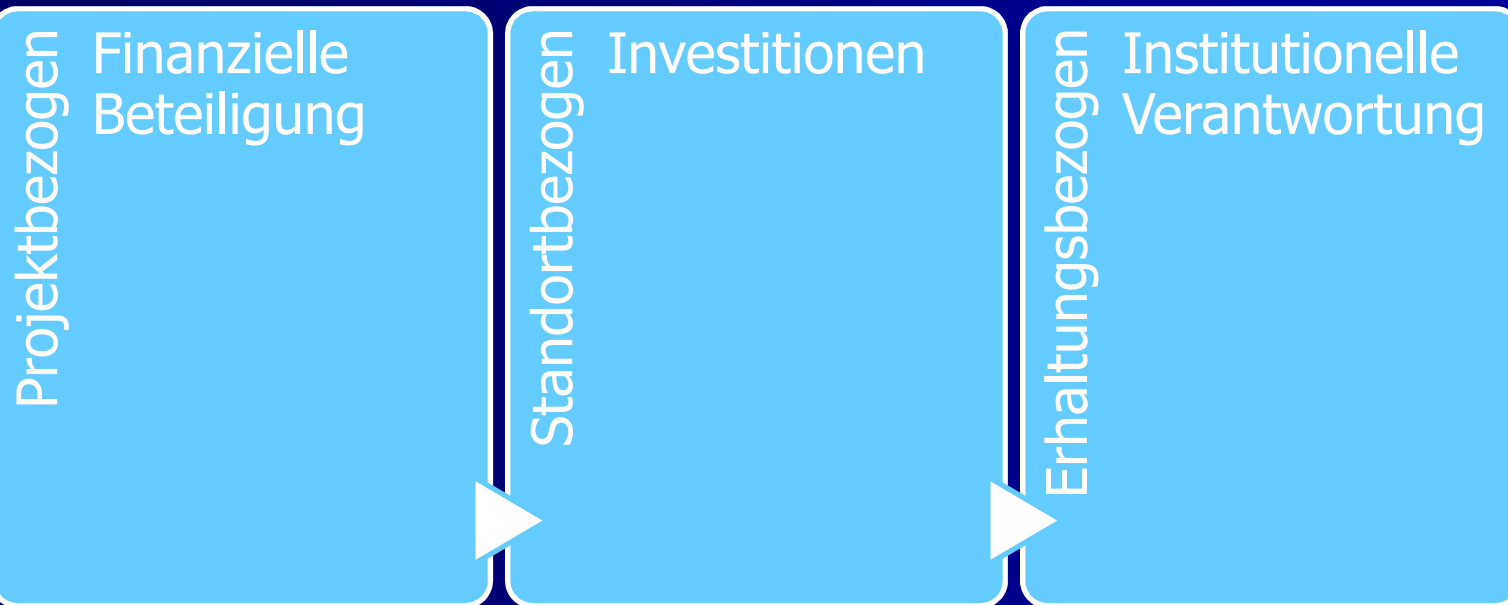 Projektbezogen
Finanzielle
Beteiligung
Standortbezogen
Investitionen
Erhaltungsbezogen
Institutionelle
Verantwortung